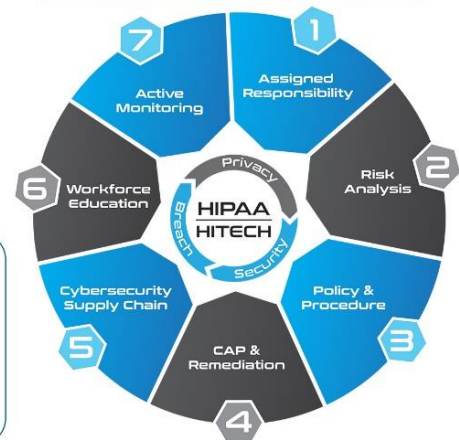 1
Assigned
Responsibility
2
Risk
Analysis
3
Policy &
Procedure
4
CAP &
Remediation
5
Cybersecurity
Supply Chain
6
Workforce
Education
7
Active
Monitoring
Privacy
Security
Breach
HIPAA
HITECH